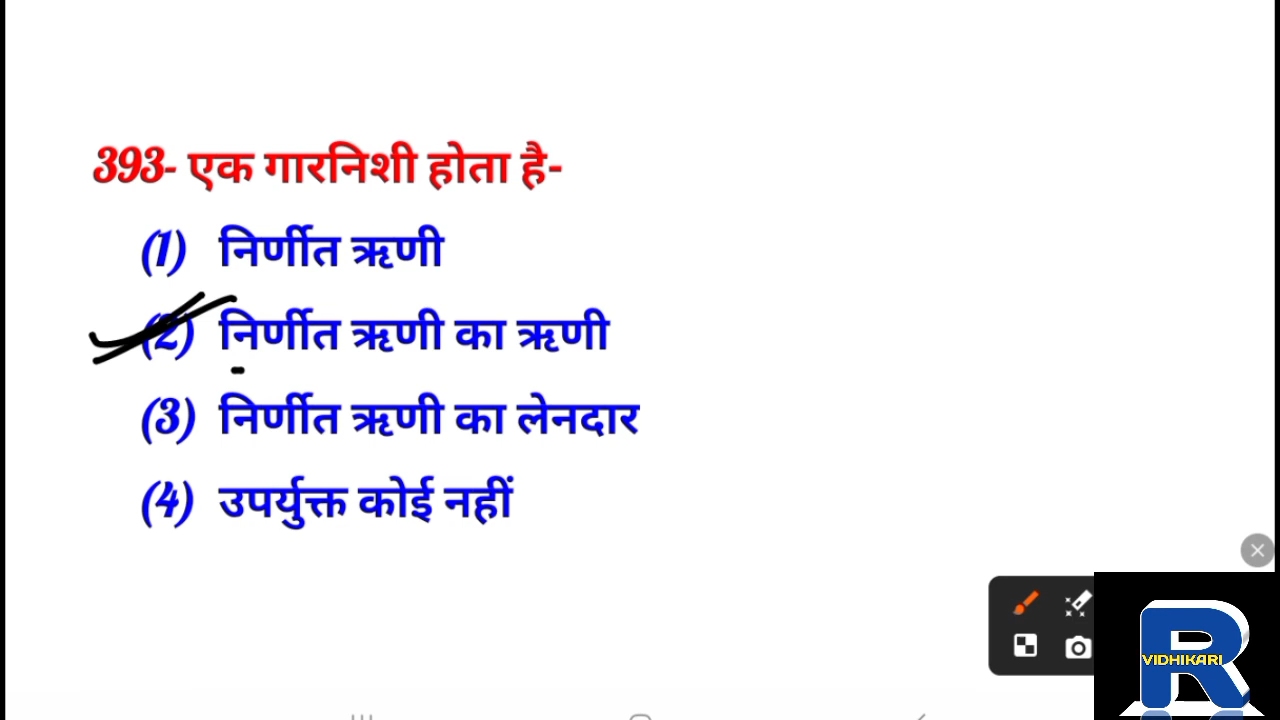 393- एक गारनिशी होता है-
(1) निर्णीत ऋणी
(2) निर्णीत ऋणी का ऋणी
(3) निर्णीत ऋणी का लेनदार
(4) उपर्युक्त कोई नहीं
R
VIDHIKARI